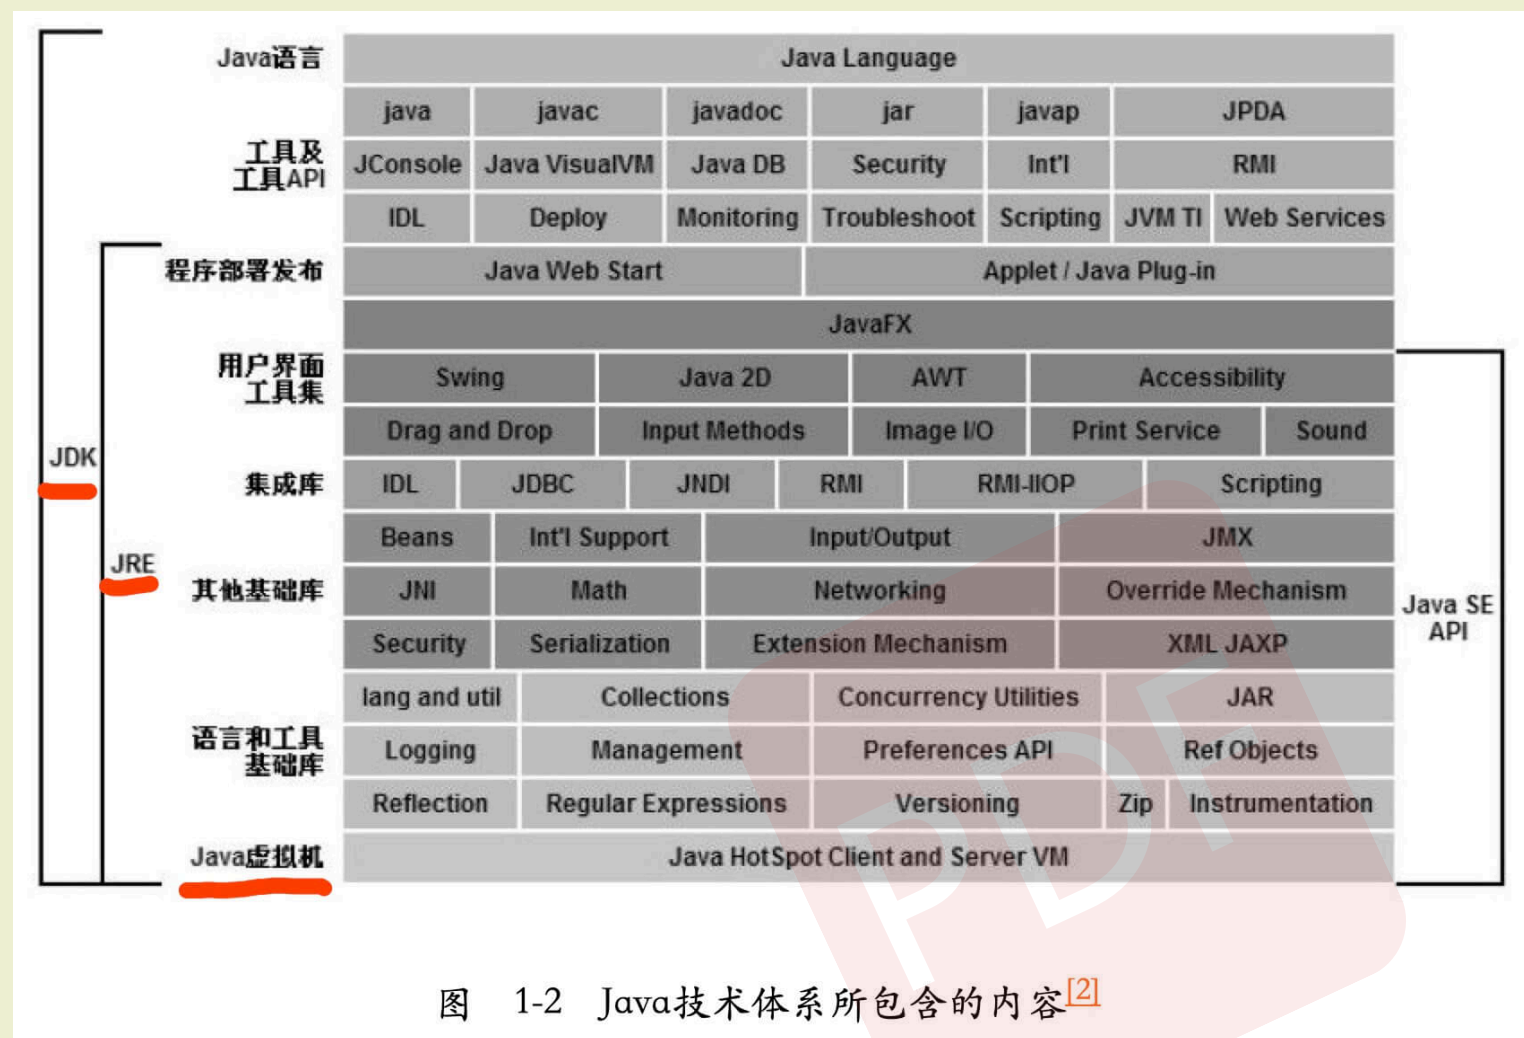 Java语言
Java Language
java javac javadoc jar javap JPDA
工具及
工具API
JConsole Java VisualVM Java DB Security Int'l RMI
IDL Deploy Monitoring Troubleshoot Scripting JVM TI Web Services
程序部署发布
Java Web Start Applet / Java Plug-in
JavaFX
用户界面
工具集
Swing Java 2D AWT Accessibility
Drag and Drop Input Methods Image I/O Print Service Sound
JDK
集成库
IDL JDBC JNDI RMI RMI-IIOP Scripting
Beans Int'l Support Input/Output JMX
JRE
其他基础库
JNI Math Networking Override Mechanism
Java SE
API
Security Serialization Extension Mechanism XML JAXP
lang and util Collections Concurrency Utilities JAR
语言和工具
基础库
Logging Management Preferences API Ref Objects
Reflection Regular Expressions Versioning Zip Instrumentation
Java虚拟机
Java HotSpot Client and Server VM
PDF
图 1-2 Java技术体系所包含的内容[2]